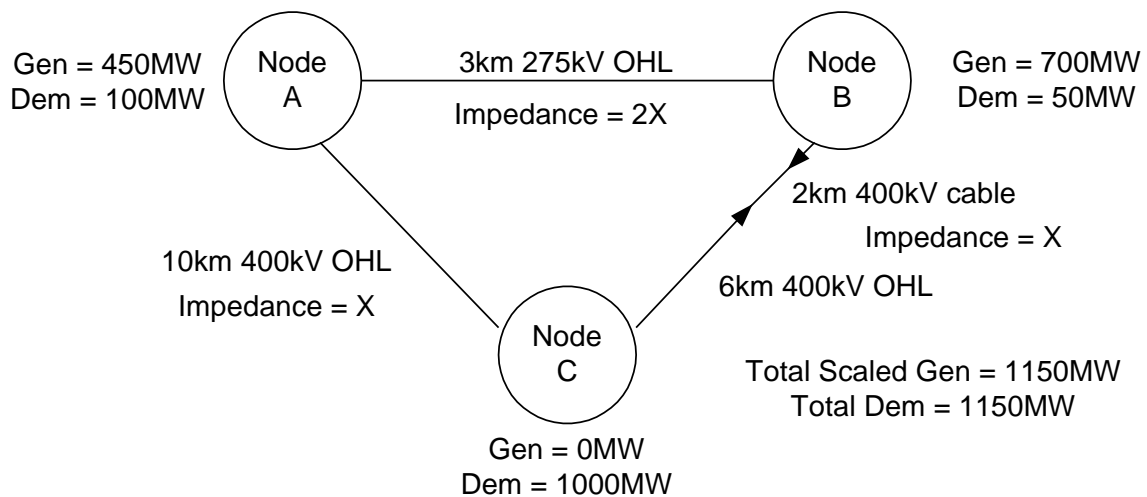 Gen = 450MW
Dem = 100MW
Node
A
3km 275kV OHL
Impedance = 2X
Node
B
Gen = 700MW
Dem = 50MW
2km 400kV cable
Impedance = X
10km 400kV OHL
Impedance = X
6km 400kV OHL
Node
C
Total Scaled Gen = 1150MW
Total Dem = 1150MW
Gen = 0MW
Dem = 1000MW